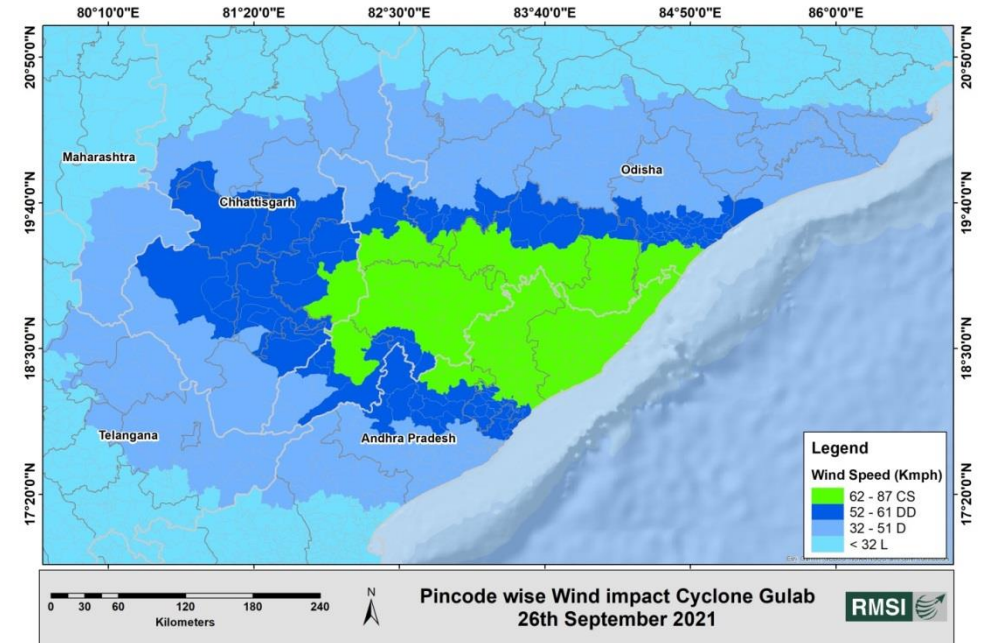 80°10'0"E 81°20'0"E 82°30'0"E 83°40'0"E 84°50'0"E 86°0'0"E
20°50'0"N 20°50'0"N
Maharashtra
Odisha
19°40'0"N Chhattisgarh 19°40'0"N
18°30'0"N 18°30'0"N
Telangana
Andhra Pradesh
17°20'0"N 17°20'0"N
Legend
Wind Speed (Kmph)
62 - 87 CS
52 - 61 DD
32 - 51 D
< 32 L
0 30 60 120 180 240
Kilometers
N
Pincode wise Wind impact Cyclone Gulab
26th September 2021
RMSI